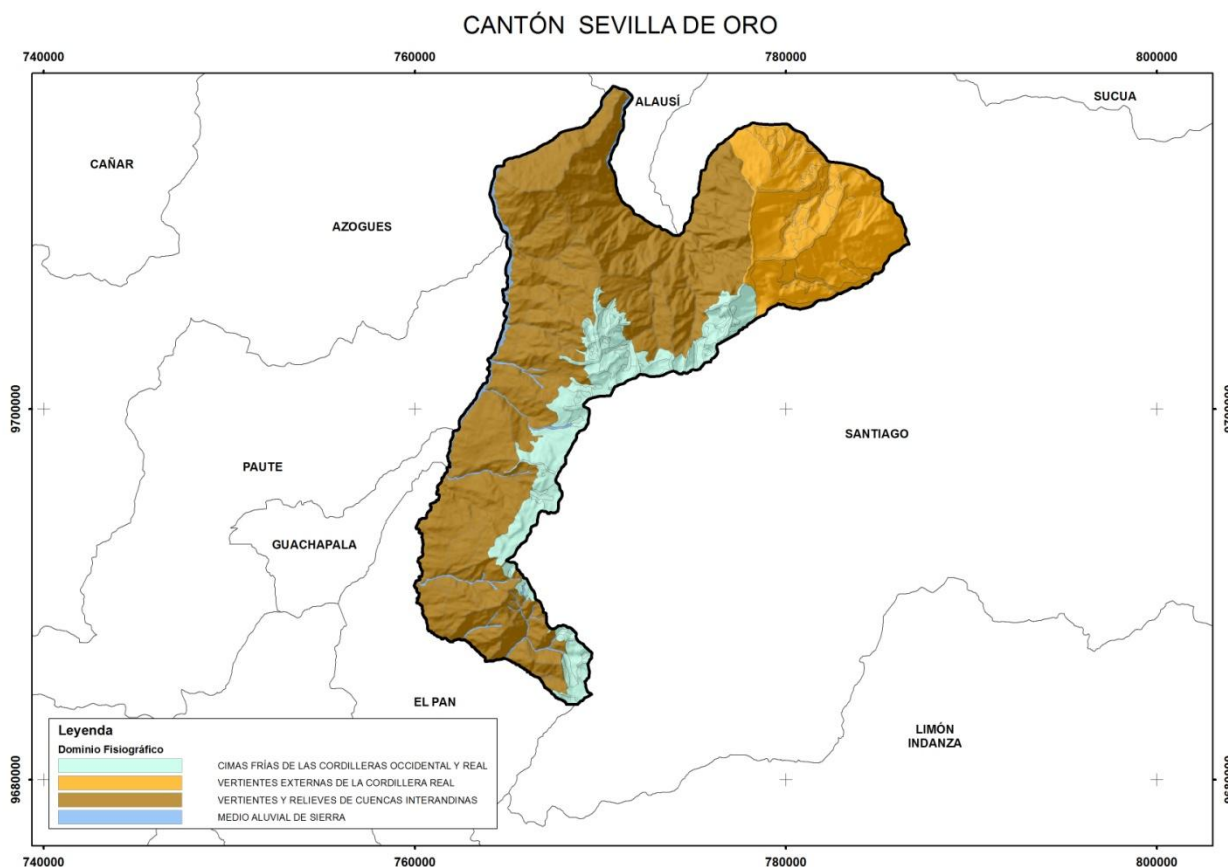 CANTÓN SEVILLA DE ORO
740000
760000
780000
800000
ALAUSÍ
SUCUA
CAÑAR
AZOGUES
9700000
9700000
SANTIAGO
PAUTE
GUACHAPALA
EL PAN
LIMÓN
INDANZA
Leyenda
Dominio Fisiográfico
CIMAS FRÍAS DE LAS CORDILLERAS OCCIDENTAL Y REAL
VERTIENTES EXTERNAS DE LA CORDILLERA REAL
VERTIENTES Y RELIEVES DE CUENCAS INTERANDINAS
MEDIO ALUVIAL DE SIERRA
9680000
9680000
740000
760000
780000
800000